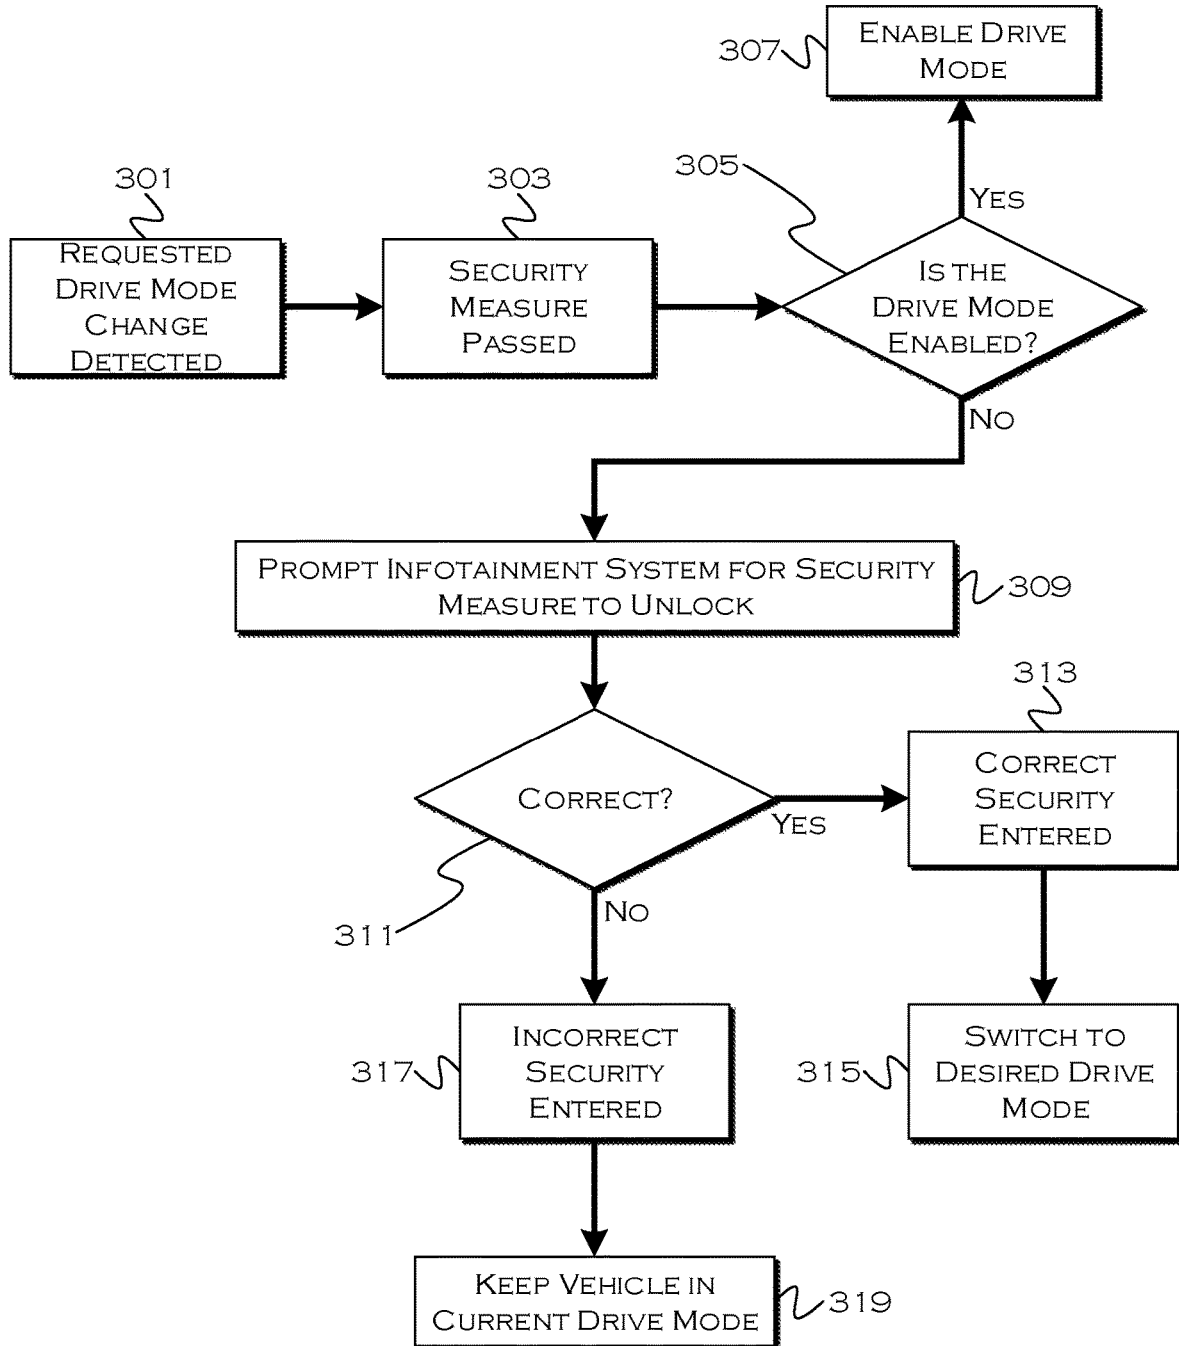 307
ENABLE DRIVE
MODE
301
303
305
YES
REQUESTED
DRIVE MODE
CHANGE
DETECTED
SECURITY
MEASURE
PASSED
IS THE
DRIVE MODE
ENABLED?
NO
PROMPT INFOTAINMENT SYSTEM FOR SECURITY
MEASURE TO UNLOCK
309
313
CORRECT?
YES
CORRECT
SECURITY
ENTERED
311
NO
317
INCORRECT
SECURITY
ENTERED
315
SWITCH TO
DESIRED DRIVE
MODE
KEEP VEHICLE IN
CURRENT DRIVE MODE
319